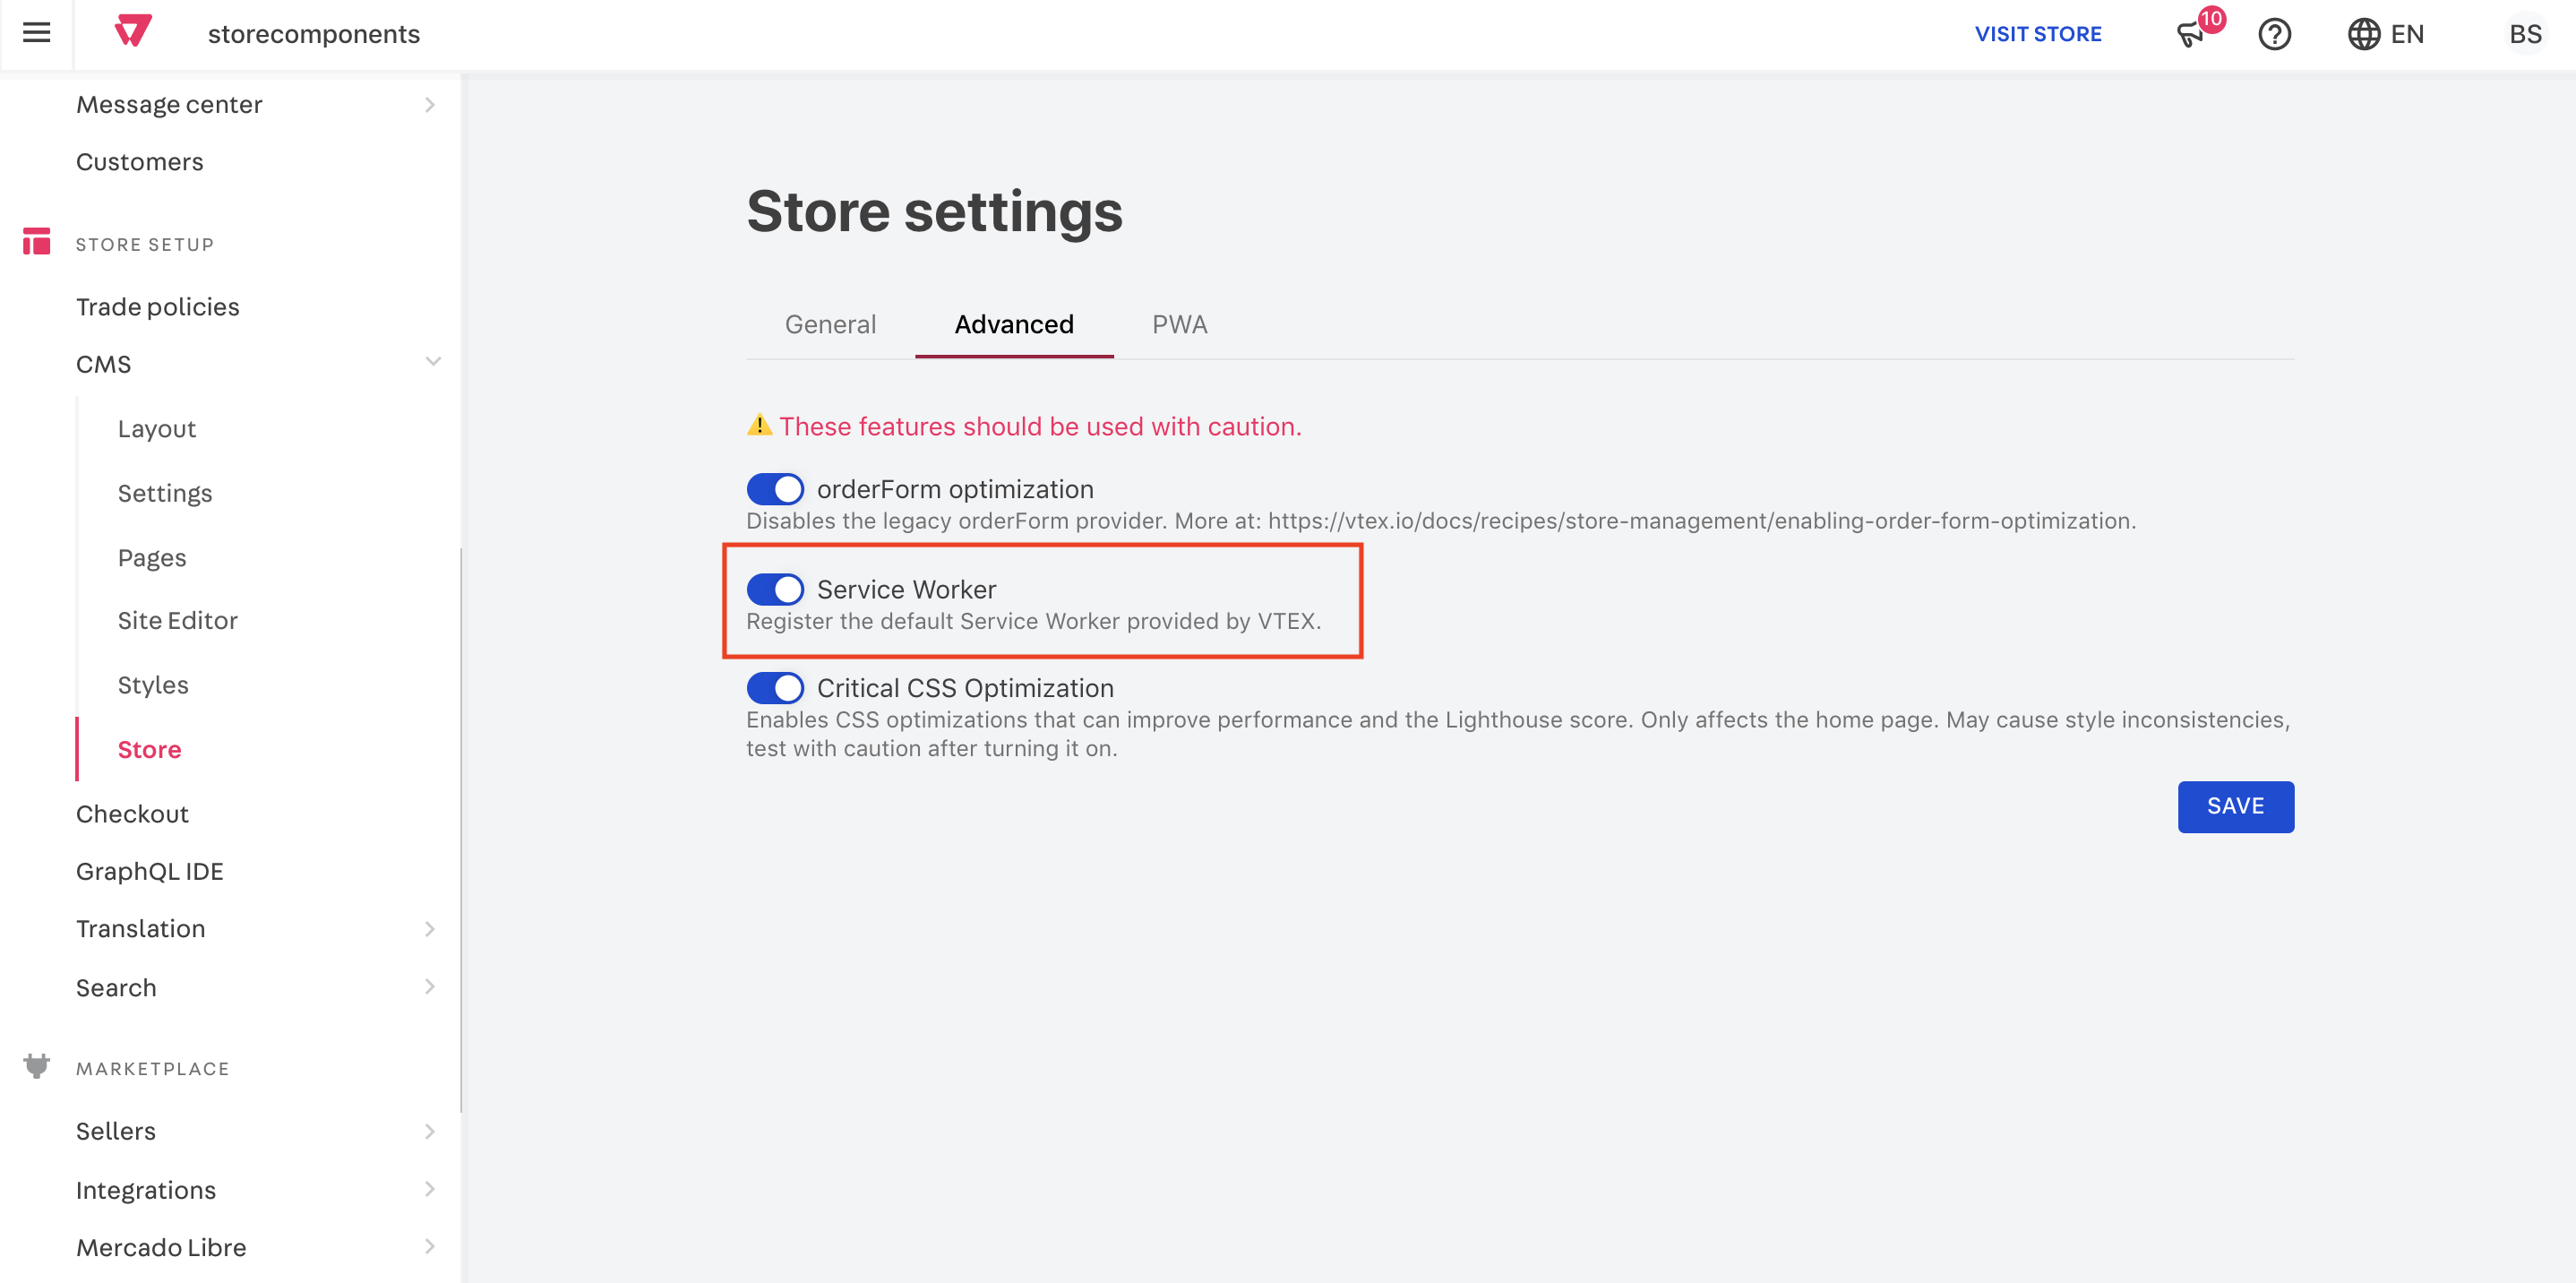 storecomponents
VISIT STORE
10
EN
BS
Message center
Customers
STORE SETUP
Trade policies
CMS
Layout
Settings
Pages
Site Editor
Styles
Store
Checkout
GraphQL IDE
Translation
Search
MARKETPLACE
Sellers
Integrations
Mercado Libre
Store settings
General Advanced PWA
These features should be used with caution.
orderForm optimization
Disables the legacy orderForm provider. More at: https://vtex.io/docs/recipes/store-management/enabling-order-form-optimization.
Service Worker
Register the default Service Worker provided by VTEX.
Critical CSS Optimization
Enables CSS optimizations that can improve performance and the Lighthouse score. Only affects the home page. May cause style inconsistencies,
test with caution after turning it on.
SAVE